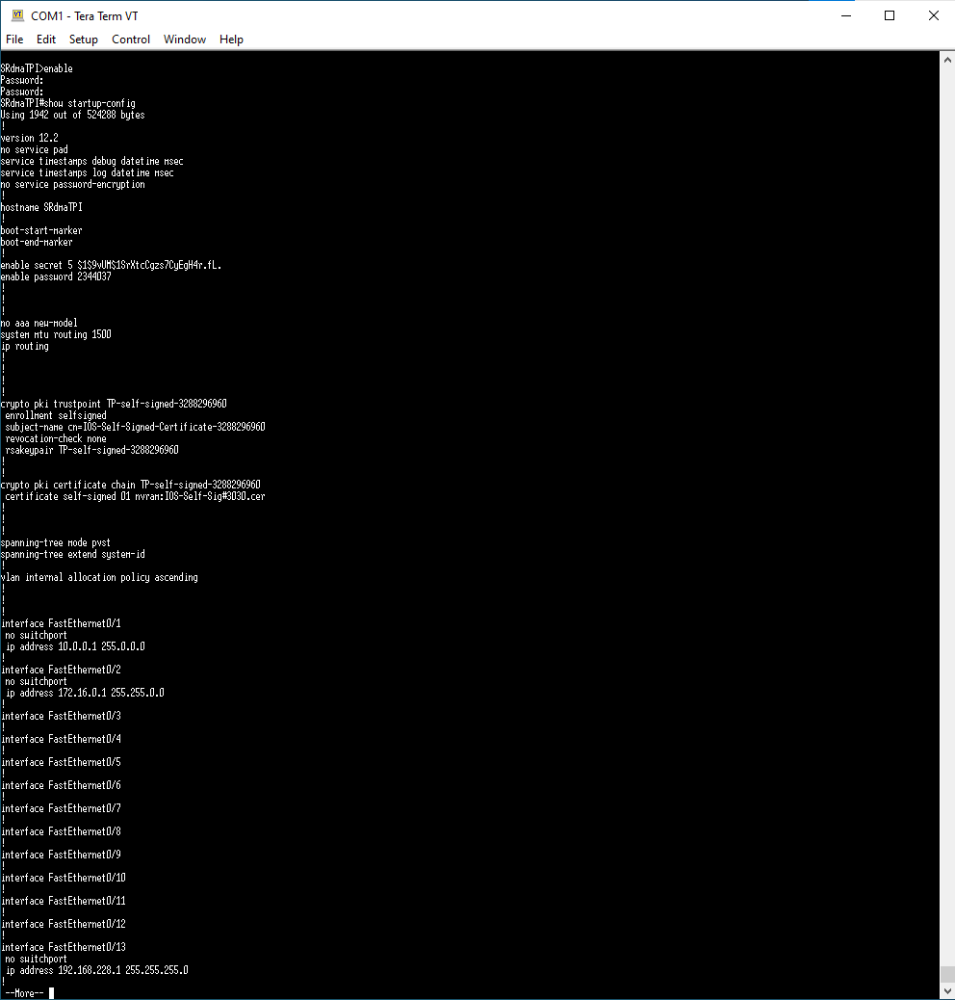 COM1 - Tera Term VT
File Edit Setup Control Window Help
SRdmaTPI>enable
Password:
Password:
SRdmaTPI#show startup-config
Using 1942 out of 524288 bytes
!
version 12.2
no service pad
service timestamps debug datetime msec
service timestamps log datetime msec
no service password-encryption
!
hostname SRdmaTPI
!
boot-start-marker
boot-end-marker
!
enable secret 5 $1$9vUM$1SrXtcCgzs7CyEgH4r.fL.
enable password 2344037
!
!
!
no aaa new-model
system mtu routing 1500
ip routing
!
!
!
!
crypto pki trustpoint TP-self-signed-3288296960
 enrollment selfsigned
 subject-name cn=IOS-Self-Signed-Certificate-3288296960
 revocation-check none
 rsakeypair TP-self-signed-3288296960
!
!
crypto pki certificate chain TP-self-signed-3288296960
 certificate self-signed 01 nvram:IOS-Self-Sig#3030.cer
!
!
!
spanning-tree mode pvst
spanning-tree extend system-id
!
vlan internal allocation policy ascending
!
!
!
interface FastEthernet0/1
 no switchport
 ip address 10.0.0.1 255.0.0.0
!
interface FastEthernet0/2
 no switchport
 ip address 172.16.0.1 255.255.0.0
!
interface FastEthernet0/3
!
interface FastEthernet0/4
!
interface FastEthernet0/5
!
interface FastEthernet0/6
!
interface FastEthernet0/7
!
interface FastEthernet0/8
!
interface FastEthernet0/9
!
interface FastEthernet0/10
!
interface FastEthernet0/11
!
interface FastEthernet0/12
!
interface FastEthernet0/13
 no switchport
 ip address 192.168.228.1 255.255.255.0
!
 --More--